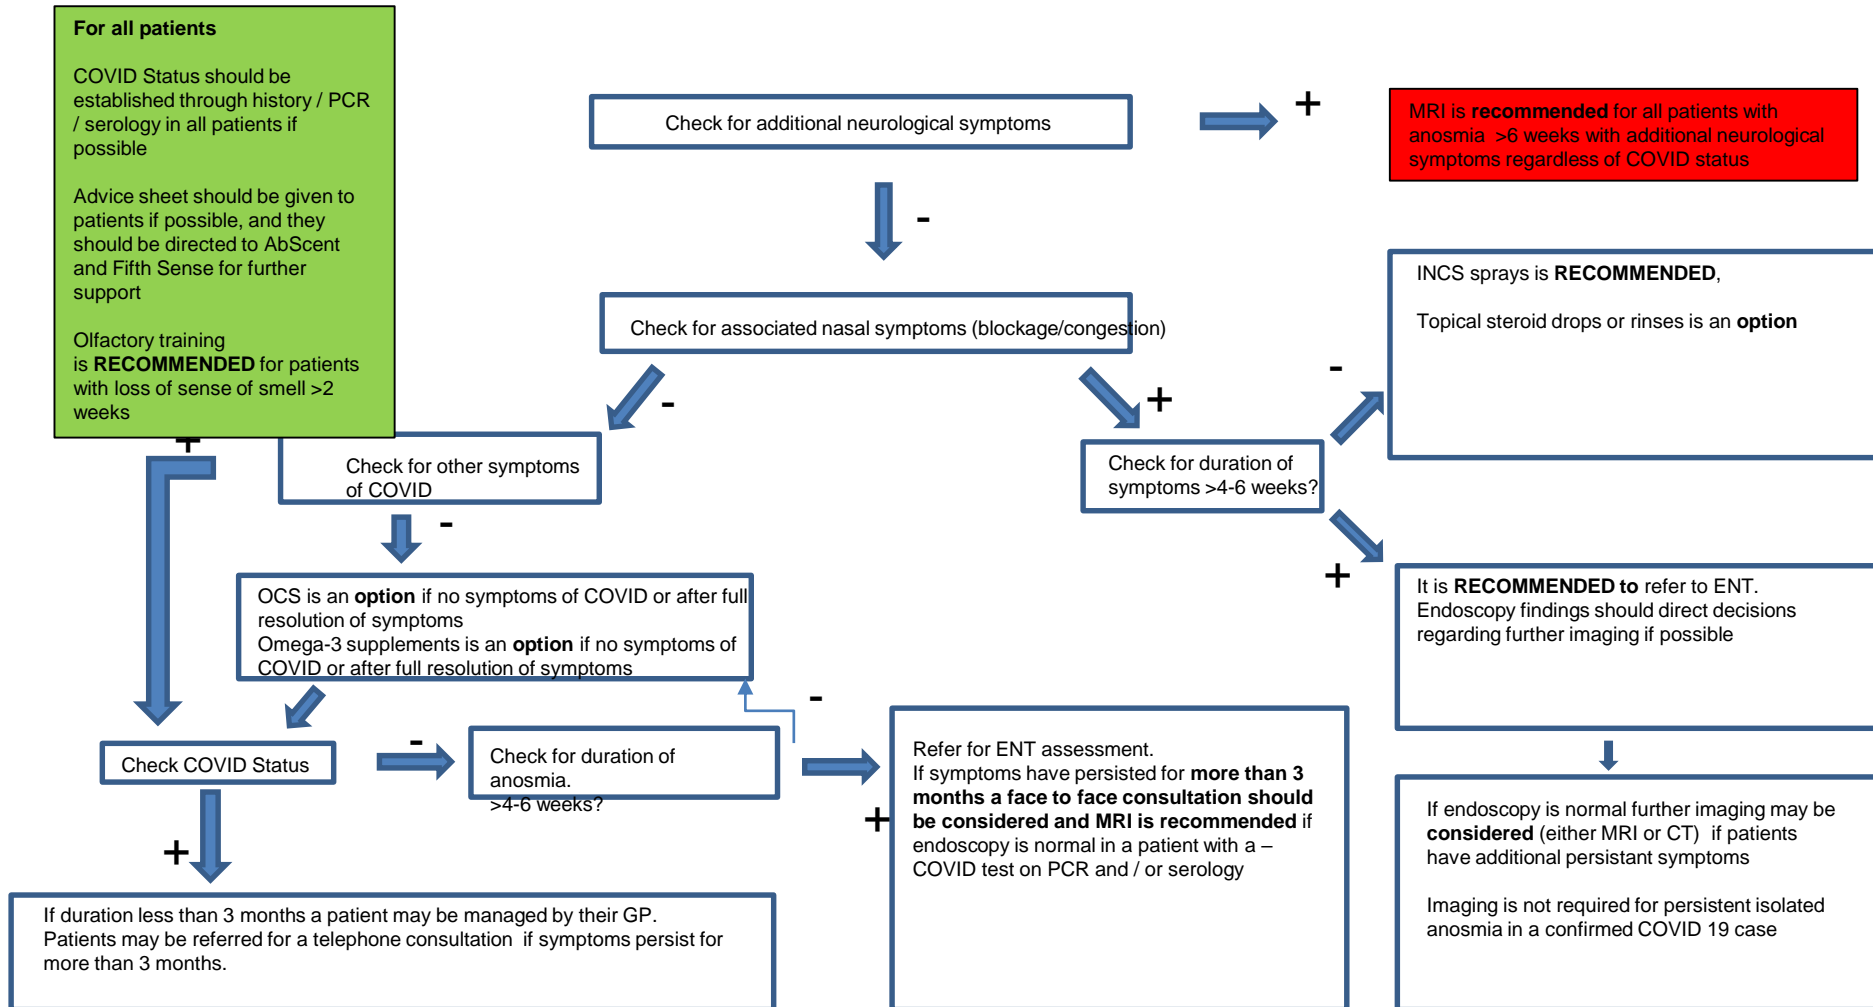 For all patients
COVID Status should be
established through history / PCR
/ serology in all patients if
possible
Advice sheet should be given to
patients if possible, and they
should be directed to AbScent
and Fifth Sense for further
support
Olfactory training
is RECOMMENDED for patients
with loss of sense of smell >2
weeks
Check for additional neurological symptoms
+
MRI is recommended for all patients with
anosmia >6 weeks with additional neurological
symptoms regardless of COVID status
-
Check for associated nasal symptoms (blockage/congestion)
-
+
-
INCS sprays is RECOMMENDED,
Topical steroid drops or rinses is an option
+
Check for other symptoms
of COVID
-
Check for duration of
symptoms >4-6 weeks?
+
It is RECOMMENDED to refer to ENT.
Endoscopy findings should direct decisions
regarding further imaging if possible
OCS is an option if no symptoms of COVID or after full
resolution of symptoms
Omega-3 supplements is an option if no symptoms of
COVID or after full resolution of symptoms
-
Check COVID Status
-
Check for duration of
anosmia.
>4-6 weeks?
+
Refer for ENT assessment.
If symptoms have persisted for more than 3
months a face to face consultation should
be considered and MRI is recommended if
endoscopy is normal in a patient with a –
COVID test on PCR and / or serology
If endoscopy is normal further imaging may be
considered (either MRI or CT) if patients
have additional persistant symptoms
Imaging is not required for persistent isolated
anosmia in a confirmed COVID 19 case
+
If duration less than 3 months a patient may be managed by their GP.
Patients may be referred for a telephone consultation if symptoms persist for
more than 3 months.